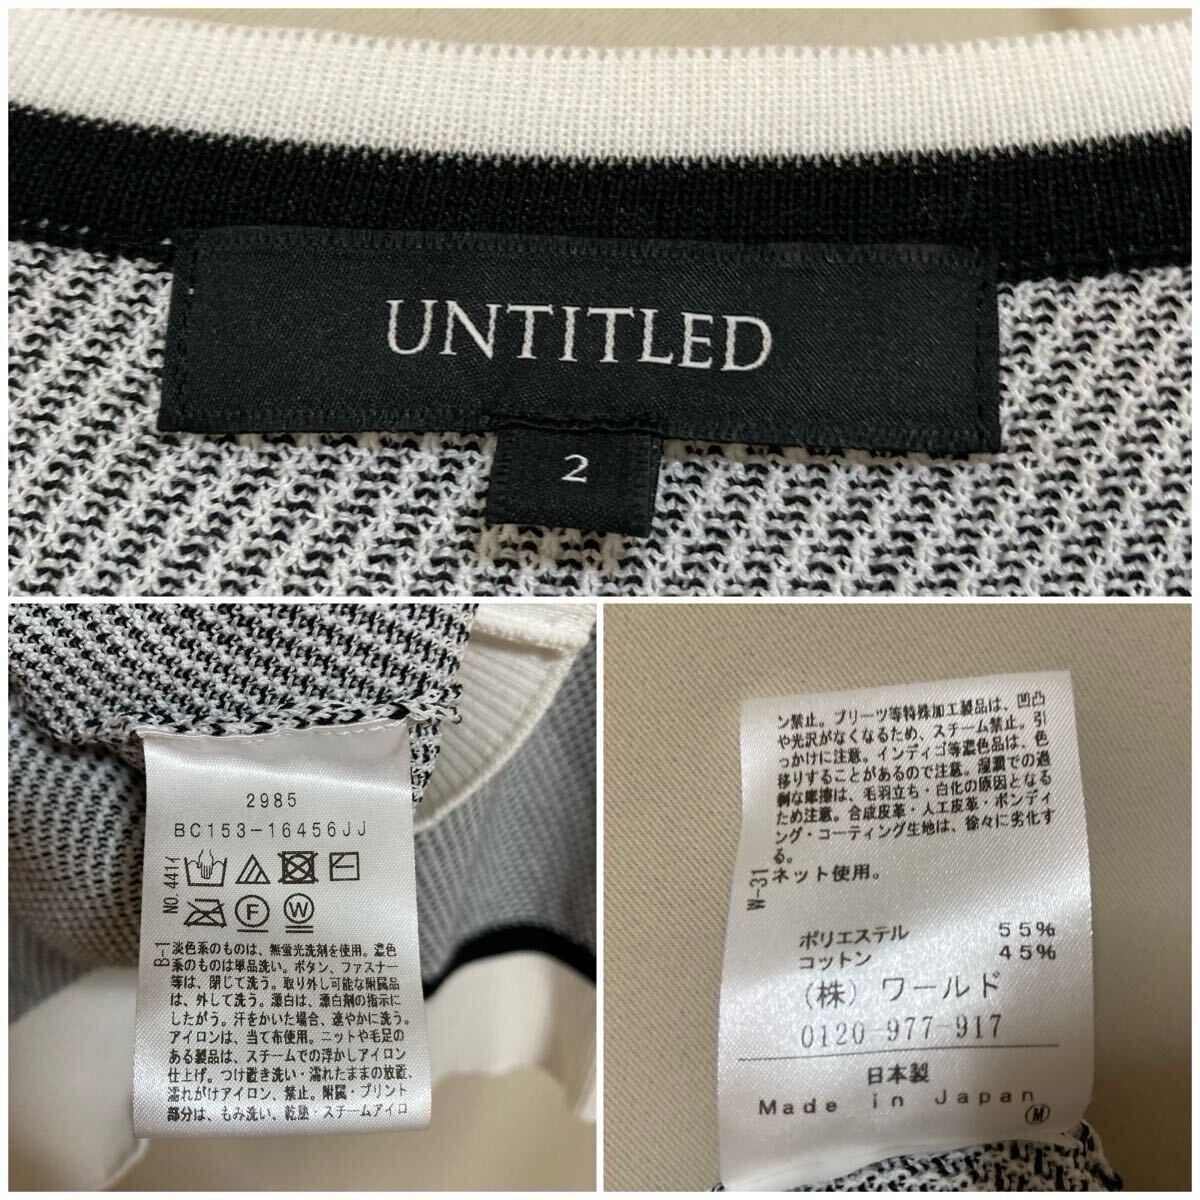 UNTITLED
2
2985
BC153-16456JJ
NO.441イ
F
W
B-1
淡色系のものは、無蛍光洗剤を使用。濃色
系のものは単品洗い。ボタン、ファスナー
等は、閉じて洗う。取り外し可能な附属品
は、外して洗う。漂白は、漂白剤の指示に
したがう。汗をかいた場合、速やかに洗う。
アイロンは、当て布使用。ニットや毛足の
ある製品は、スチームでの浮かしアイロン
仕上げ。つけ置き洗い・濡れたままの放置、
濡れがけアイロン、禁止。附属・プリント
部分は、もみ洗い、乾塾・スチームアイロ
ン禁止。プリーツ等特殊加工製品は、凹凸
や光沢がなくなるため、スチーム禁止。引
っかけに注意。インディゴ等濃色品は、色
移りすることがあるので注意。湿潤での過
剰な摩擦は、毛羽立ち・白化の原因となる
ため注意。合成皮革・人工皮革・ボンディ
ング・コーティング生地は、徐々に劣化す
る。
W-31
ネット使用。
ポリエステル 55%
コットン 45%
(株) ワールド
0120-977-917
日本製
Made in Japan
M